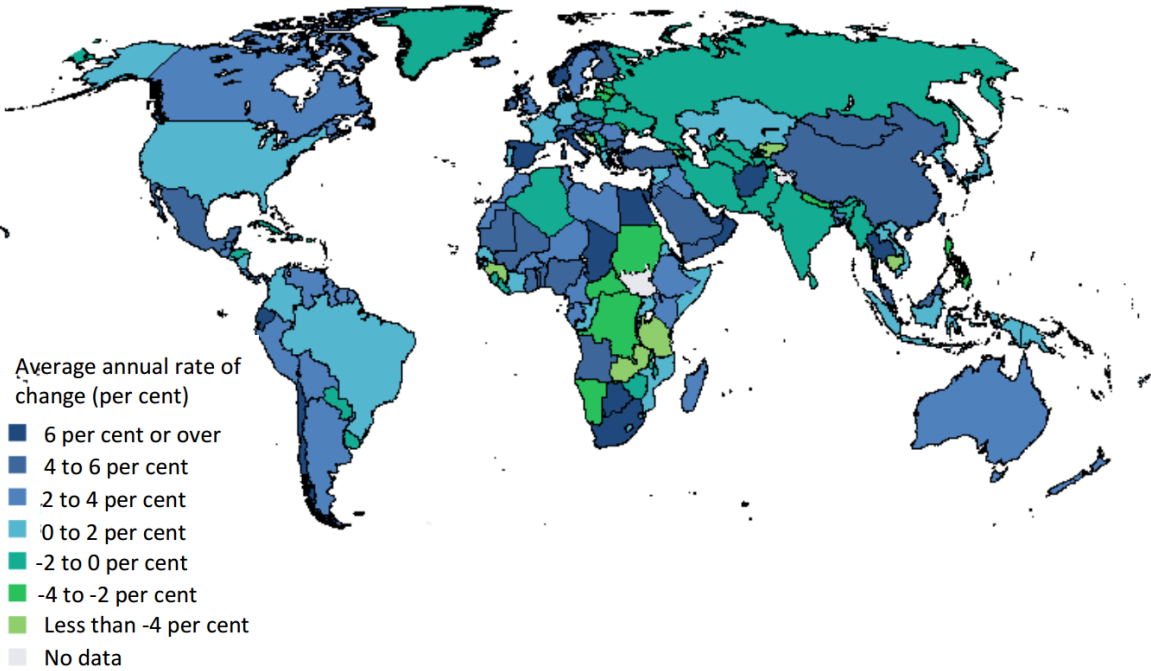 Average annual rate of
change (per cent)
6 per cent or over
4 to 6 per cent
2 to 4 per cent
0 to 2 per cent
-2 to 0 per cent
-4 to -2 per cent
Less than -4 per cent
No data